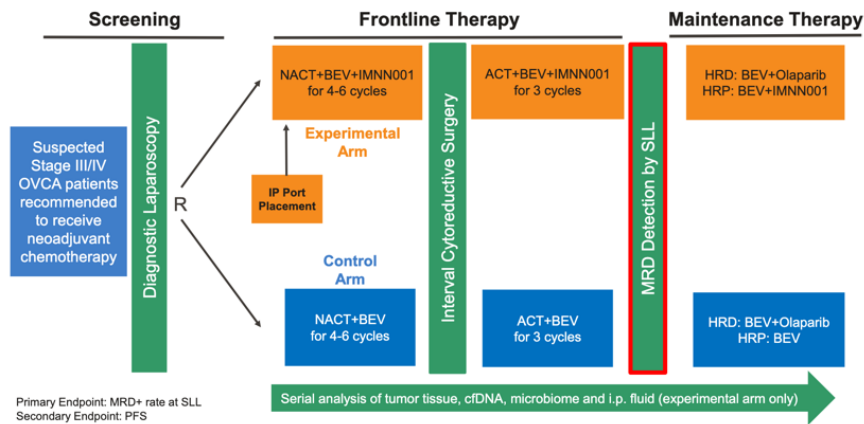 Screening
Frontline Therapy
Maintenance Therapy
Suspected
Stage III/IV
OVCA patients
recommended
to receive
neoadjuvant
chemotherapy
Diagnostic Laparoscopy
R
NACT+BEV+IMNN001
for 4-6 cycles
Experimental
Arm
IP Port
Placement
Control
Arm
NACT+BEV
for 4-6 cycles
Interval Cytoreductive Surgery
ACT+BEV+IMNN001
for 3 cycles
ACT+BEV
for 3 cycles
MRD Detection by SLL
HRD: BEV+Olaparib
HRP: BEV+IMNN001
HRD: BEV+Olaparib
HRP: BEV
Serial analysis of tumor tissue, cfDNA, microbiome and i.p. fluid (experimental arm only)
Primary Endpoint: MRD+ rate at SLL
Secondary Endpoint: PFS